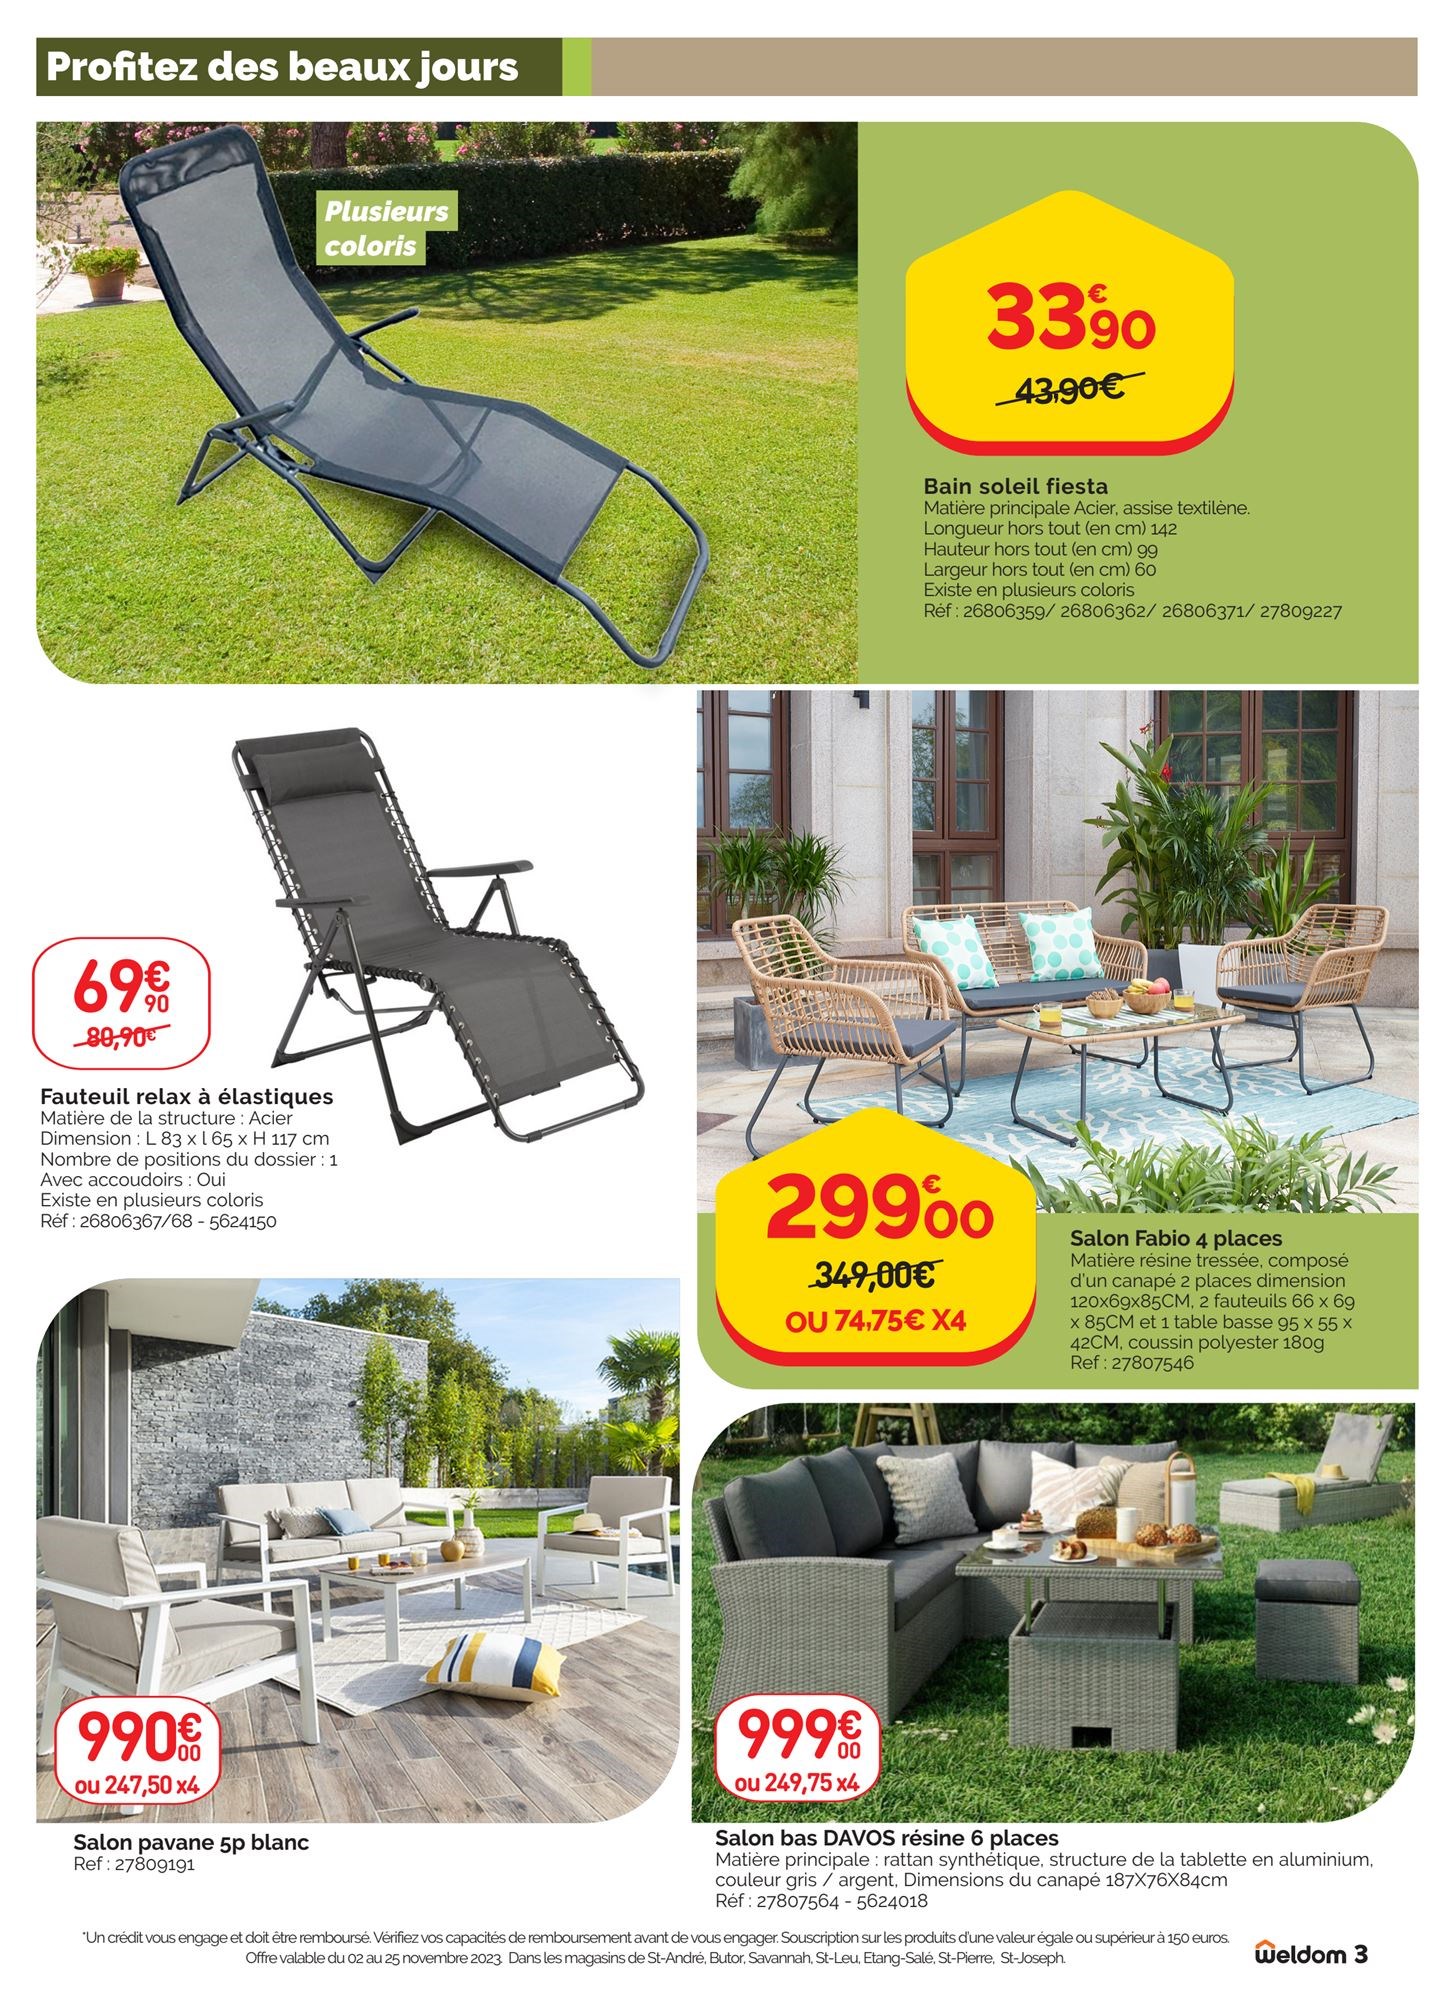 Profitez des beaux jours
Plusieurs
coloris
33€90
43,90€
Bain soleil fiesta
Matière principale Acier, assise textilène.
Longueur hors tout (en cm) 142
Hauteur hors tout (en cm) 99
Largeur hors tout (en cm) 60
Existe en plusieurs coloris
Réf : 26806359/ 26806362/ 26806371/ 27809227
69€90
80,90€
Fauteuil relax à élastiques
Matière de la structure : Acier
Dimension : L 83 x l 65 x H 117 cm
Nombre de positions du dossier : 1
Avec accoudoirs : Oui
Existe en plusieurs coloris
Réf : 26806367/68 - 5624150
299€00
349,00€
OU 74,75€ X4
Salon Fabio 4 places
Matière résine tressée, composé
d'un canapé 2 places dimension
120x69x85CM, 2 fauteuils 66 x 69
x 85CM et 1 table basse 95 x 55 x
42CM, coussin polyester 180g
Ref : 27807546
990€00
ou 247,50 x4
Salon pavane 5p blanc
Ref : 27809191
999€00
ou 249,75 x4
Salon bas DAVOS résine 6 places
Matière principale : rattan synthétique, structure de la tablette en aluminium,
couleur gris / argent, Dimensions du canapé 187X76X84cm
Réf : 27807564 - 5624018
*Un crédit vous engage et doit être remboursé. Vérifiez vos capacités de remboursement avant de vous engager. Souscription sur les produits d'une valeur égale ou supérieur à 150 euros.
Offre valable du 02 au 25 novembre 2023. Dans les magasins de St-André, Butor, Savannah, St-Leu, Etang-Salé, St-Pierre, St-Joseph.
weldom 3